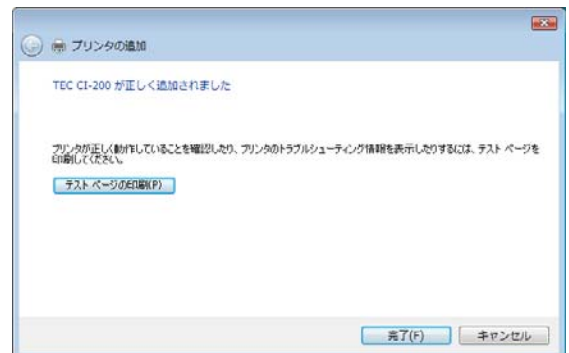 プリンタの追加
TEC CI-200 が正しく追加されました
プリンタが正しく動作していることを確認したり、プリンタのトラブルシューティング情報を表示したりするには、テスト ページを
印刷してください。
テスト ページの印刷(P)
完了(F)
キャンセル